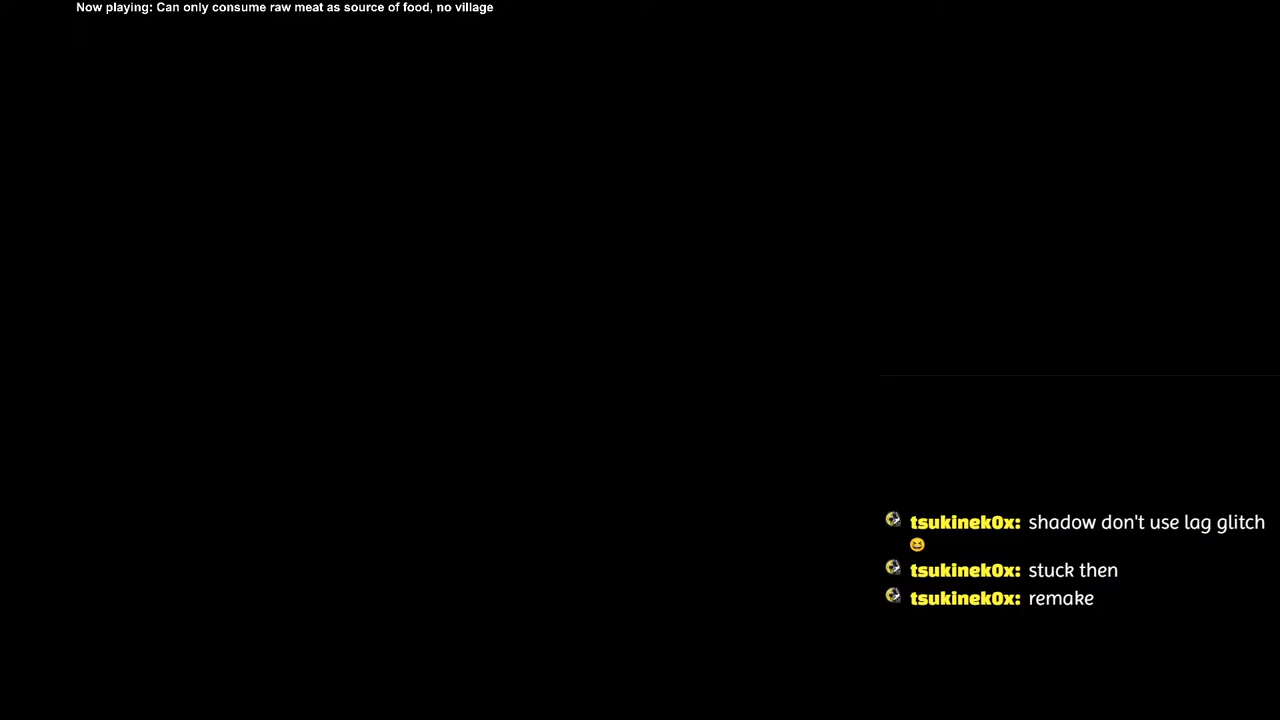 Now playing: Can only consume raw meat as source of food, no village
tsukinek0x: shadow don't use lag glitch
😆
tsukinek0x: stuck then
tsukinek0x: remake